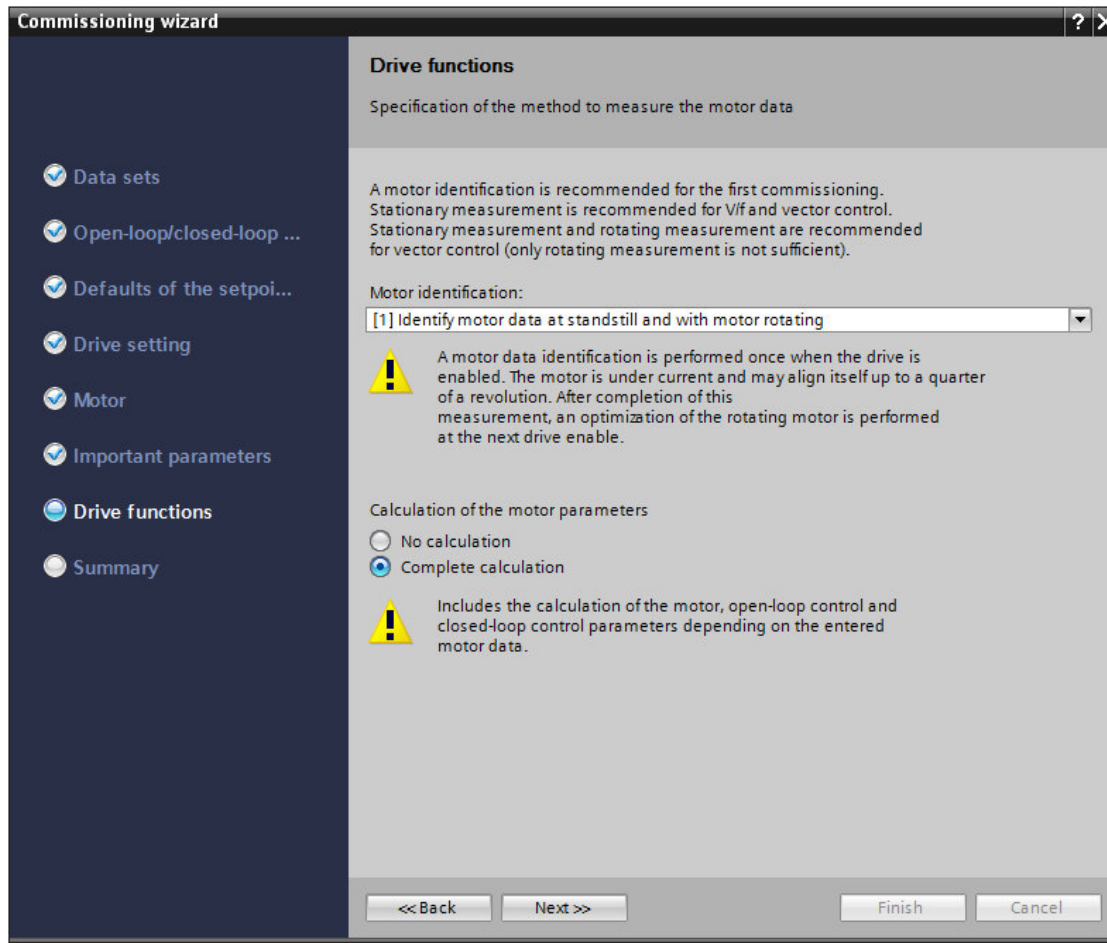 Commissioning wizard
?
Drive functions
Specification of the method to measure the motor data
Data sets
Open-loop/closed-loop ...
Defaults of the setpoi...
Drive setting
Motor
Important parameters
Drive functions
Summary
A motor identification is recommended for the first commissioning.
Stationary measurement is recommended for V/f and vector control.
Stationary measurement and rotating measurement are recommended
for vector control (only rotating measurement is not sufficient).
Motor identification:
[1] Identify motor data at standstill and with motor rotating
A motor data identification is performed once when the drive is
enabled. The motor is under current and may align itself up to a quarter
of a revolution. After completion of this
measurement, an optimization of the rotating motor is performed
at the next drive enable.
Calculation of the motor parameters
No calculation
Complete calculation
Includes the calculation of the motor, open-loop control and
closed-loop control parameters depending on the entered
motor data.
<<Back
Next>>
Finish
Cancel